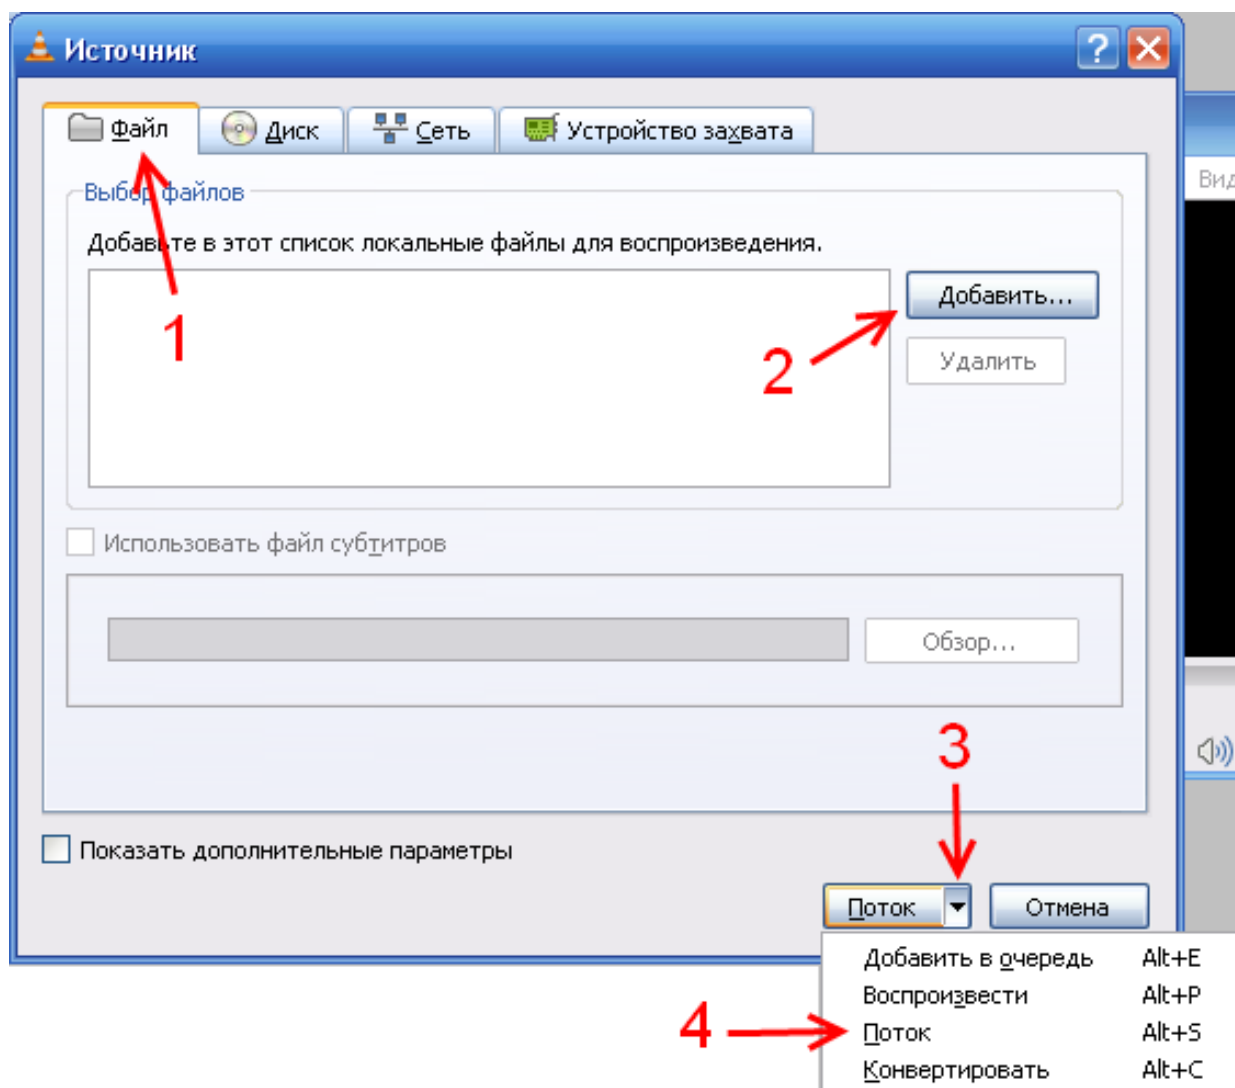 Источник
?
Файл
Диск
Сеть
Устройство захвата
Вид
Выбор файлов
Добавьте в этот список локальные файлы для воспроизведения.
Добавить...
1
2
Удалить
Использовать файл субтитров
Обзор...
3
Показать дополнительные параметры
Поток
Отмена
Добавить в очередь Alt+E
Воспроизвести Alt+P
4
Поток Alt+S
Конвертировать Alt+C